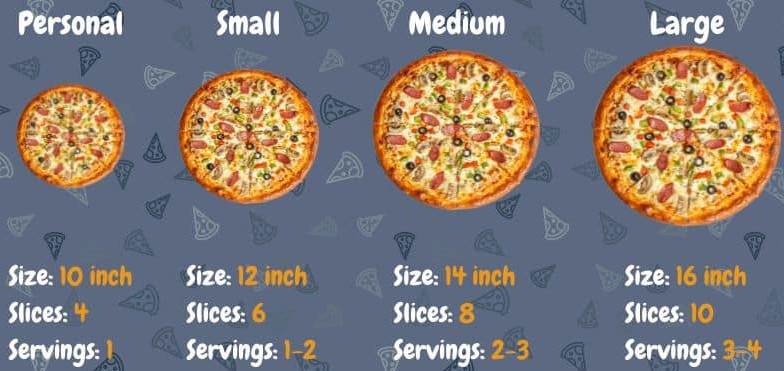 Personal Small Medium Large
Size: 10 inch Size: 12 inch Size: 14 inch Size: 16 inch
Slices: 4 Slices: 6 Slices: 8 Slices: 10
Servings: 1 Servings: 1-2 Servings: 2-3 Servings: 3-4